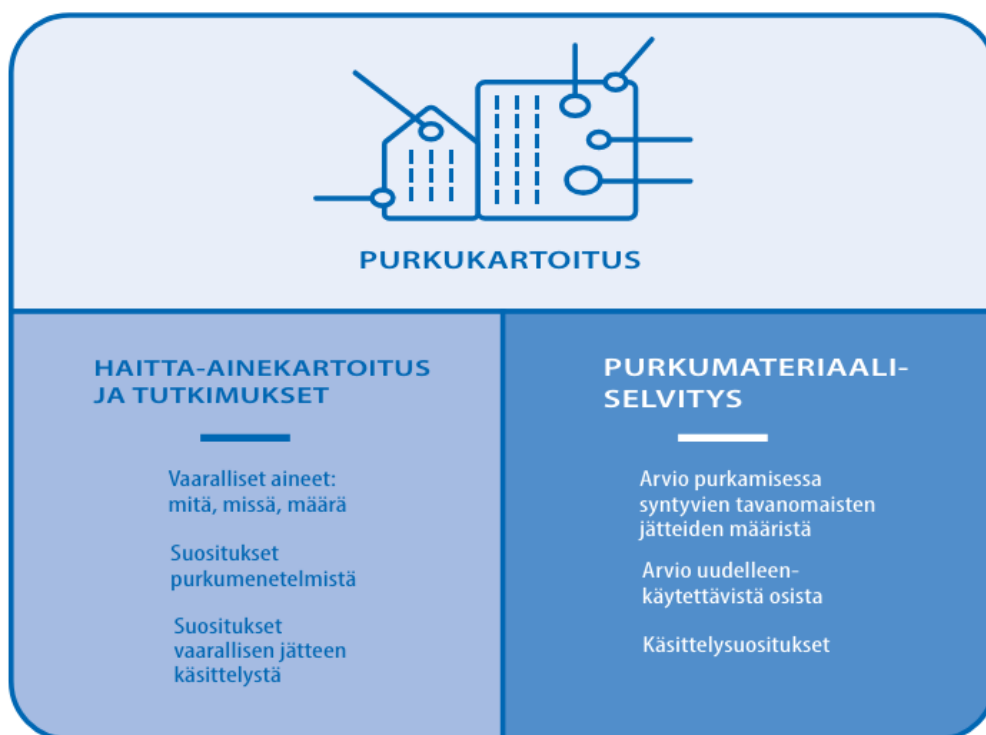 PURKUKARTOITUS
HAITTA-AINEKARTOITUS
JA TUTKIMUKSET
Vaaralliset aineet:
mitä, missä, määrä
Suositukset
purkumenetelmistä
Suositukset
vaarallisen jätteen
käsittelystä
PURKUMATERIAALI-
SELVITYS
Arvio purkamisessa
syntyvien tavanomaisten
jätteiden määristä
Arvio uudelleen-
käytettävistä osista
Käsittelysuositukset